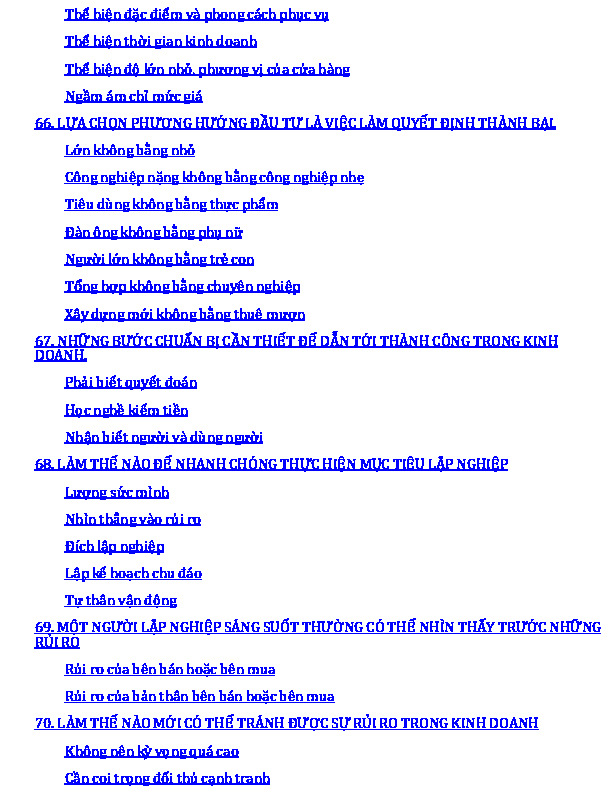 Thể hiện đặc điểm và phong cách phục vụ
Thể hiện thời gian kinh doanh
Thể hiện độ lớn nhỏ, phương vị của cửa hàng
Ngầm ám chỉ mức giá
66. LỰA CHỌN PHƯƠNG HƯỚNG ĐẦU TƯ LÀ VIỆC LÀM QUYẾT ĐỊNH THÀNH BẠI.
Lớn không bằng nhỏ
Công nghiệp nặng không bằng công nghiệp nhẹ
Tiêu dùng không bằng thực phẩm
Đàn ông không bằng phụ nữ
Người lớn không bằng trẻ con
Tổng hợp không bằng chuyên nghiệp
Xây dựng mới không bằng thuê mượn
67. NHỮNG BƯỚC CHUẨN BỊ CẦN THIẾT ĐỂ DẪN TỚI THÀNH CÔNG TRONG KINH
DOANH.
Phải biết quyết đoán
Học nghề kiếm tiền
Nhận biết người và dùng người
68. LÀM THẾ NÀO ĐỂ NHANH CHÓNG THỰC HIỆN MỤC TIÊU LẬP NGHIỆP
Lượng sức mình
Nhìn thẳng vào rủi ro
Đích lập nghiệp
Lập kế hoạch chu đáo
Tự thân vận động
69. MỘT NGƯỜI LẬP NGHIỆP SÁNG SUỐT THƯỜNG CÓ THỂ NHÌN THẤY TRƯỚC NHỮNG
RỦI RO
Rủi ro của bên bán hoặc bên mua
Rủi ro của bản thân bên bán hoặc bên mua
70. LÀM THẾ NÀO MỚI CÓ THỂ TRÁNH ĐƯỢC SỰ RỦI RO TRONG KINH DOANH
Không nên kỳ vọng quá cao
Cần coi trọng đối thủ cạnh tranh